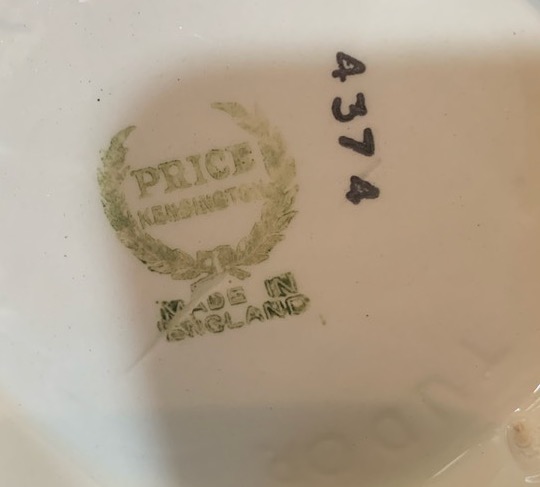 PRICE
KENSINGTON
MADE IN
ENGLAND
4374